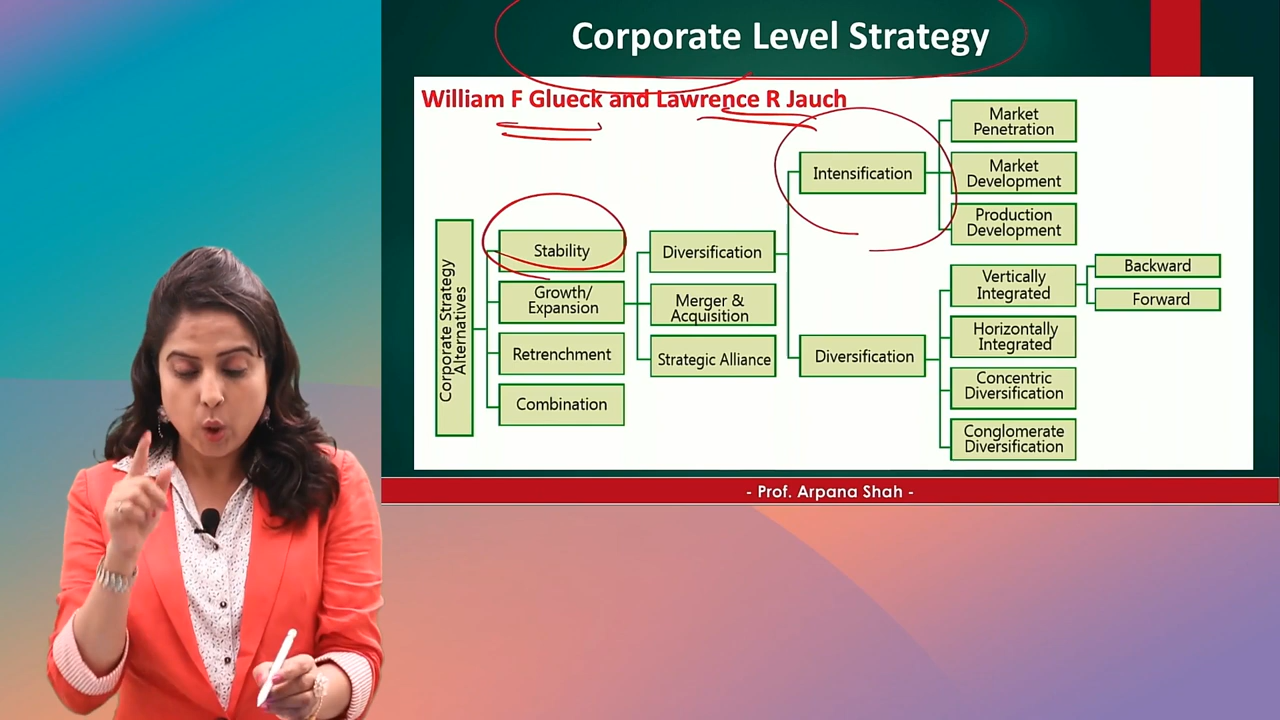 Corporate Level Strategy
William F Glueck and Lawrence R Jauch
Corporate Strategy
Alternatives
Stability
Growth/
Expansion
Retrenchment
Combination
Diversification
Merger &
Acquisition
Strategic Alliance
Intensification
Diversification
Market
Penetration
Market
Development
Production
Development
Vertically
Integrated
Horizontally
Integrated
Concentric
Diversification
Conglomerate
Diversification
Backward
Forward
- Prof. Arpana Shah -